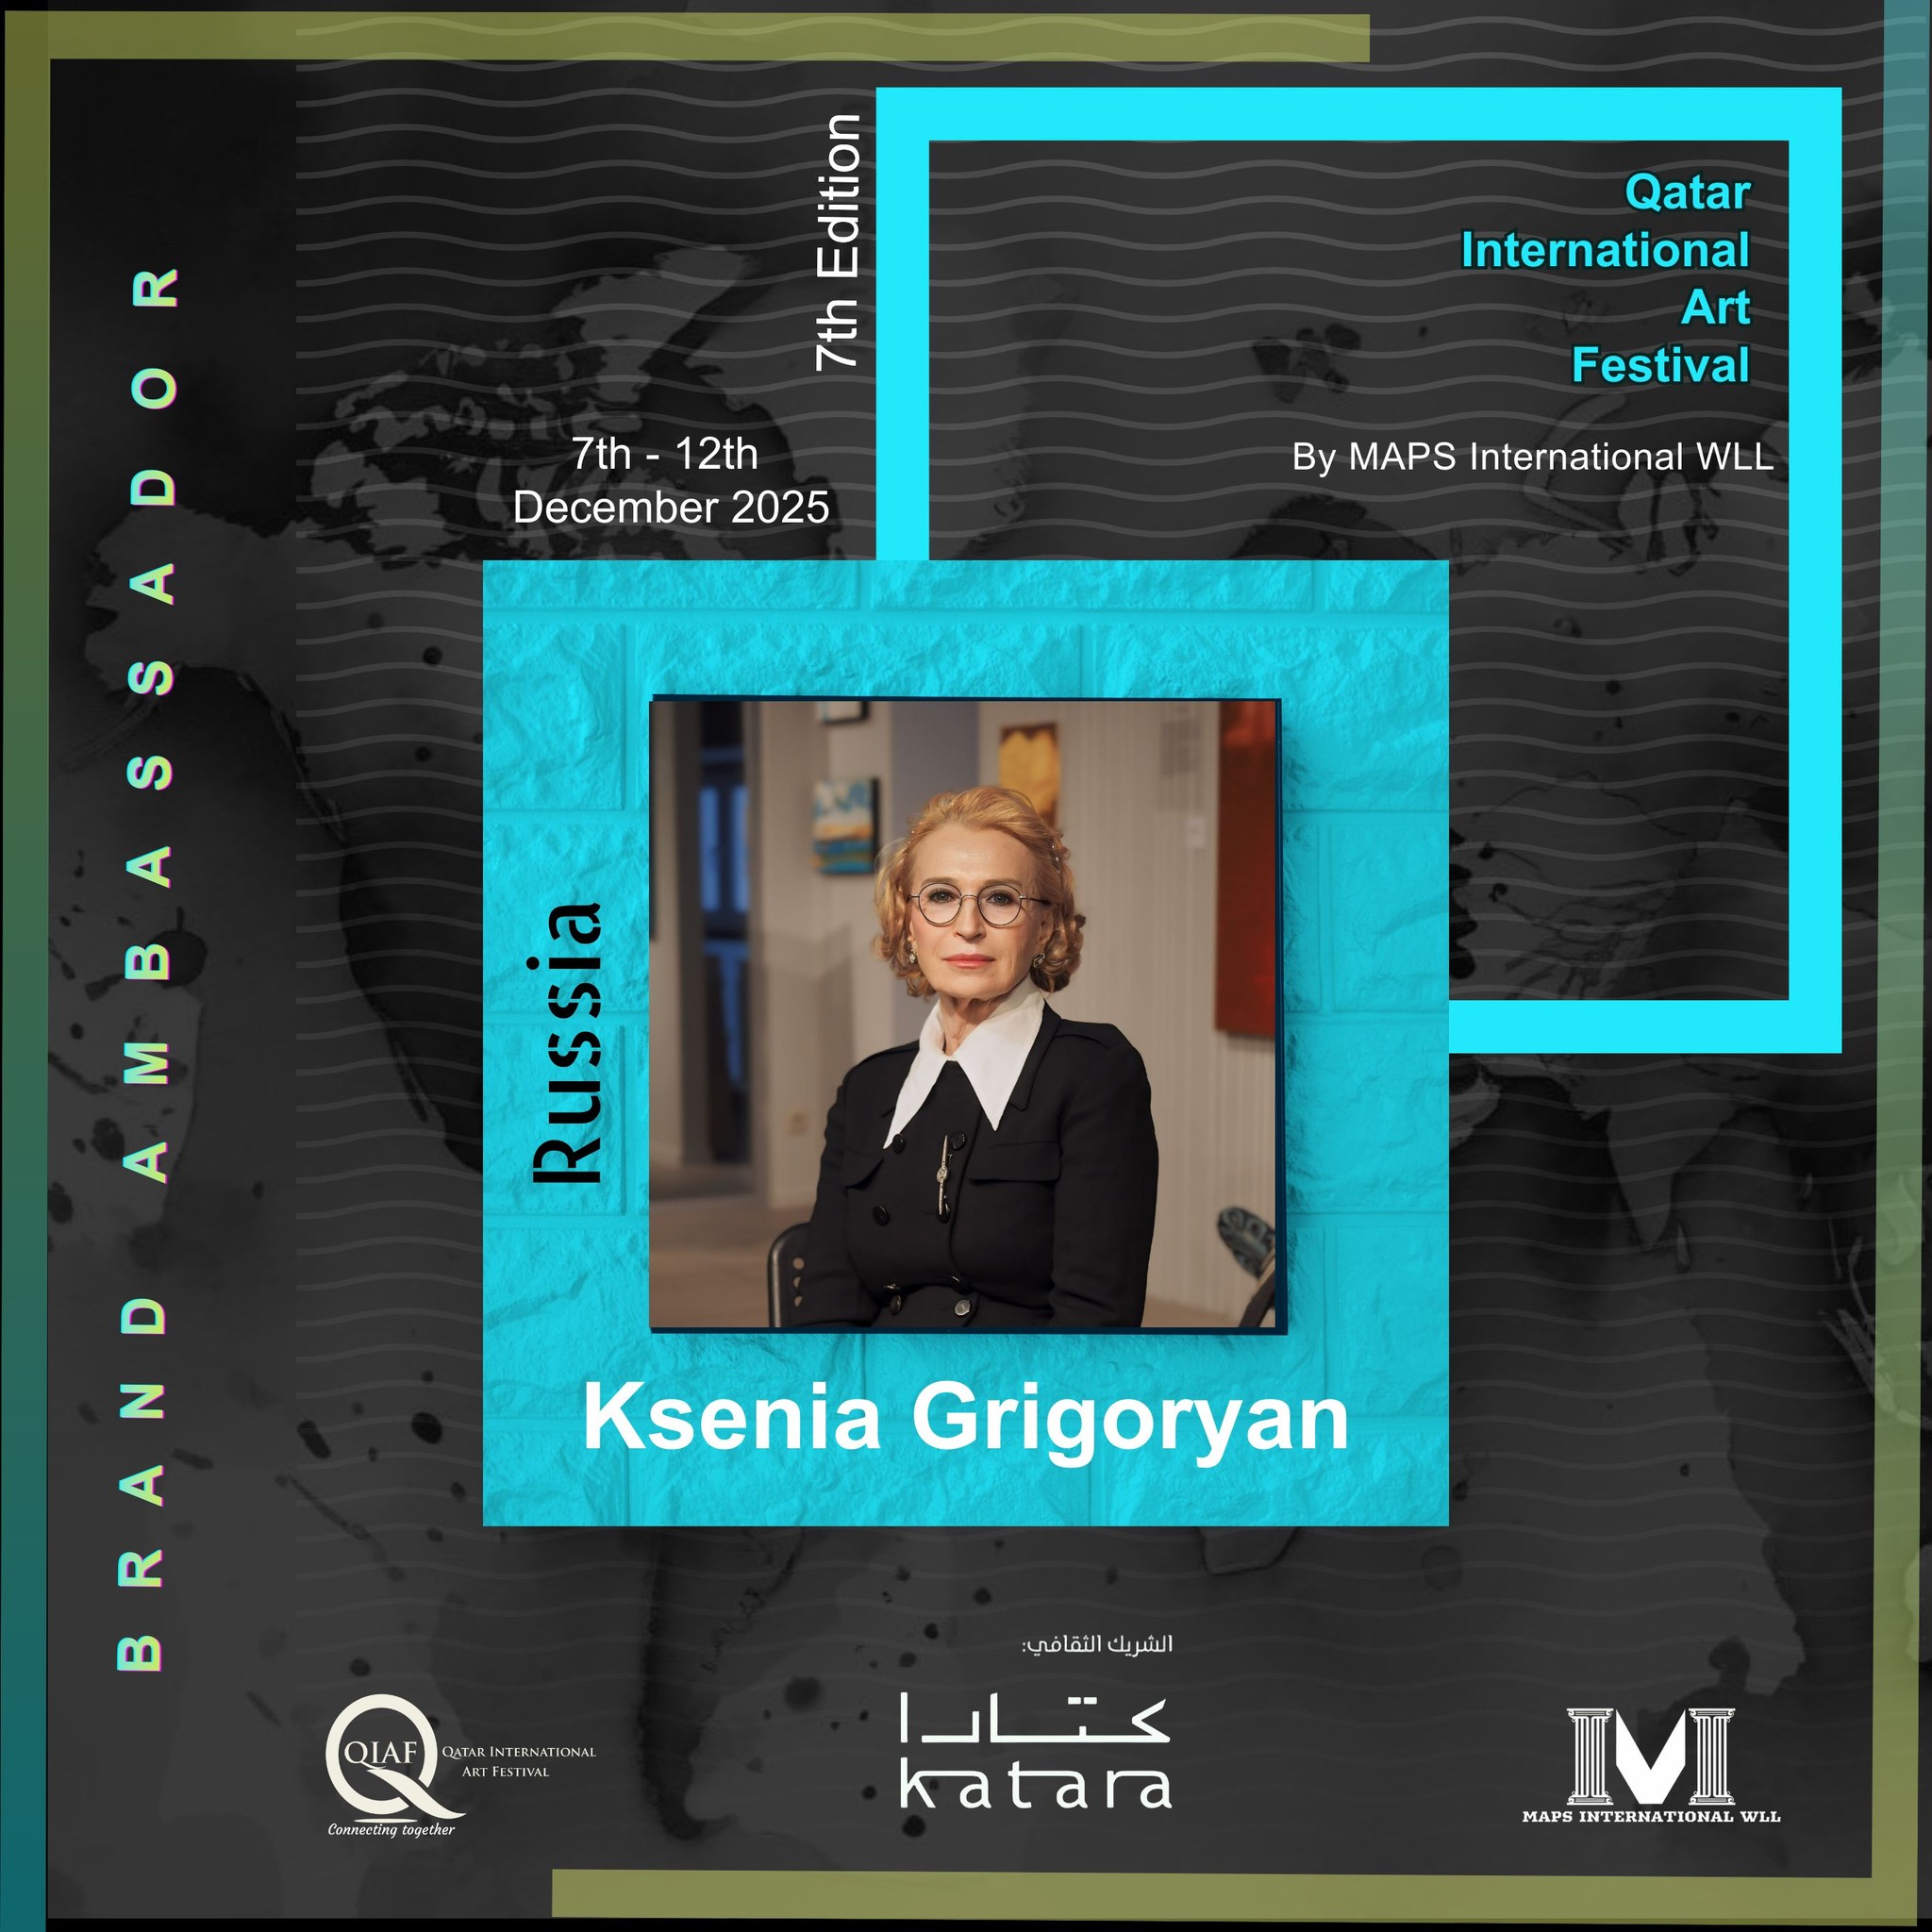 7th Edition
Qatar
International
Art
Festival
By MAPS International WLL
7th - 12th
December 2025
BRAND AMBASSADOR
Russia
Ksenia Grigoryan
الشريك الثقافي:
كتارا
katara
QIAF
QATAR INTERNATIONAL
ART FESTIVAL
Connecting together
M
MAPS INTERNATIONAL WLL